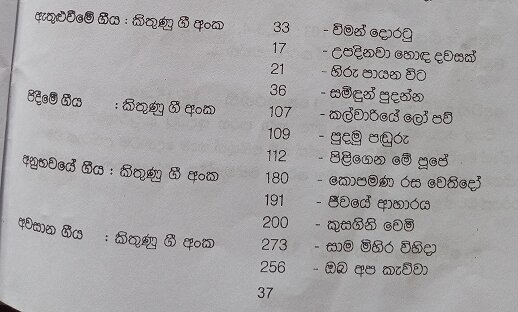 ඇතුළුවීමේ ගීය : කිතුණු ගී අංක 33 - විමන් දොරටු
17 - උපදිනවා හොඳ දවසක්
21 - හිරු පායන විට
36 - සමිඳුන් පුදන්න
පිදීමේ ගීය : කිතුණු ගී අංක 107 - කල්වාරියේ ලෝ පව්
109 - පුදමු පඬුරු
112 - පිළිගෙන මේ පූජේ
අනුභවයේ ගීය : කිතුණු ගී අංක 180 - කොපමණ රස වෙතිදෝ
191 - ජීවයේ ආහාරය
200 - කුසගිනි වෙමි
අවසාන ගීය : කිතුණු ගී අංක 273 - සාම මිහිර විහිදා
256 - ඔබ අප කැව්වා
37